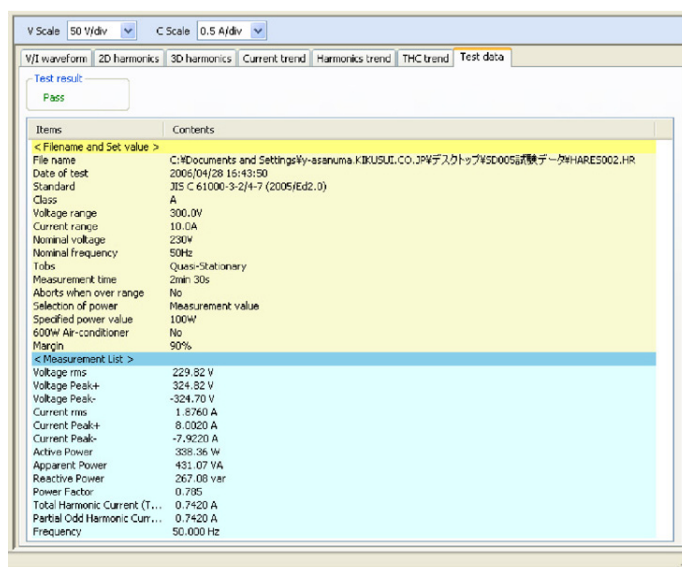 V Scale 50 V/div C Scale 0.5 A/div
V/I waveform 2D harmonics 3D harmonics Current trend Harmonics trend THC trend Test data
Test result
Pass
Items Contents
< Filename and Set value >
File name C:¥Documents and Settings¥y-asanuma.KIKUSUI.CO.JP¥デスクトップ¥SD005試験データ¥HARES002.HR
Date of test 2006/04/28 16:43:50
Standard JIS C 61000-3-2/4-7 (2005/Ed2.0)
Class A
Voltage range 300.0V
Current range 10.0A
Nominal voltage 230V
Nominal frequency 50Hz
Tobs Quasi-Stationary
Measurement time 2min 30s
Aborts when over range No
Selection of power Measurement value
Specified power value 100W
600W Air-conditioner No
Margin 90%
< Measurement List >
Voltage rms 229.82 V
Voltage Peak+ 324.82 V
Voltage Peak- -324.70 V
Current rms 1.8760 A
Current Peak+ 8.0020 A
Current Peak- -7.9220 A
Active Power 338.36 W
Apparent Power 431.07 VA
Reactive Power 267.08 var
Power Factor 0.785
Total Harmonic Current (T... 0.7420 A
Partial Odd Harmonic Curr... 0.7420 A
Frequency 50.000 Hz